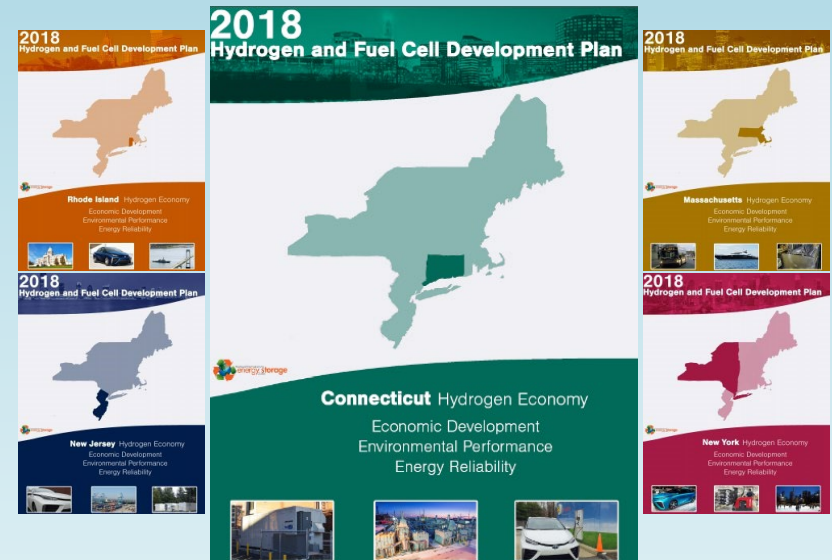 2018
Hydrogen and Fuel Cell Development Plan
Rhode Island Hydrogen Economy
Economic Development
Environmental Performance
Energy Reliability
2018
Hydrogen and Fuel Cell Development Plan
New Jersey Hydrogen Economy
Economic Development
Environmental Performance
Energy Reliability
2018
Hydrogen and Fuel Cell Development Plan
energy storage
Connecticut Hydrogen Economy
Economic Development
Environmental Performance
Energy Reliability
2018
Hydrogen and Fuel Cell Development Plan
Massachusetts Hydrogen Economy
Economic Development
Environmental Performance
Energy Reliability
2018
Hydrogen and Fuel Cell Development Plan
New York Hydrogen Economy
Economic Development
Environmental Performance
Energy Reliability